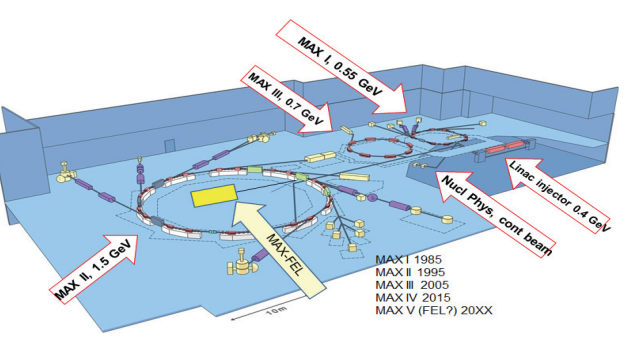 MAX I, 0.55 GeV
MAX III, 0.7 GeV
Linac injector 0.4 GeV
Nucl Phys, cont beam
MAX II, 1.5 GeV
MAX-FEL
MAX I 1985
MAX II 1995
MAX III 2005
MAX IV 2015
MAX V (FEL?) 20XX
10m